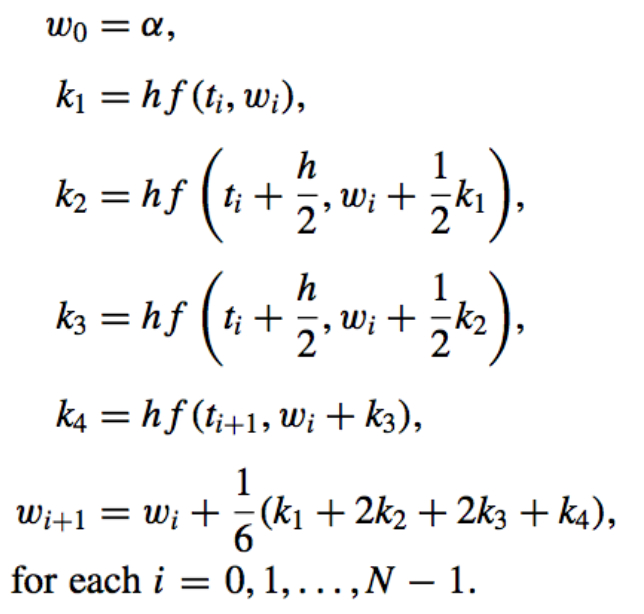 w₀ = α,
k₁ = hf(tᵢ, wᵢ),
k₂ = hf(tᵢ + h/2, wᵢ + 1/2 k₁),
k₃ = hf(tᵢ + h/2, wᵢ + 1/2 k₂),
k₄ = hf(tᵢ₊₁, wᵢ + k₃),
wᵢ₊₁ = wᵢ + 1/6 (k₁ + 2k₂ + 2k₃ + k₄),
for each i = 0, 1, . . . , N − 1.